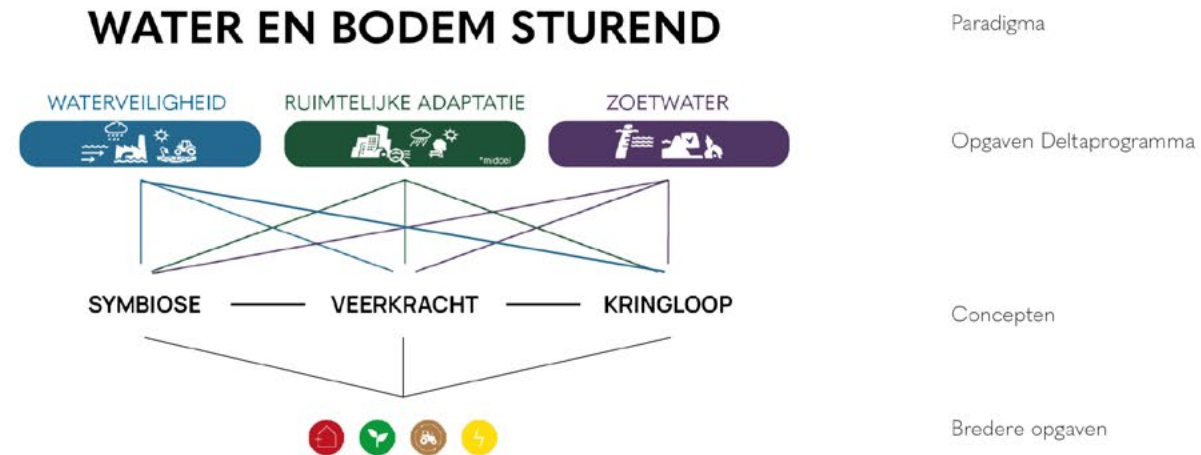 WATER EN BODEM STUREND
Paradigma
WATERVEILIGHEID
RUIMTELIJKE ADAPTATIE
ZOETWATER
*middel
Opgaven Deltaprogramma
SYMBIOSE
VEERKRACHT
KRINGLOOP
Concepten
Bredere opgaven